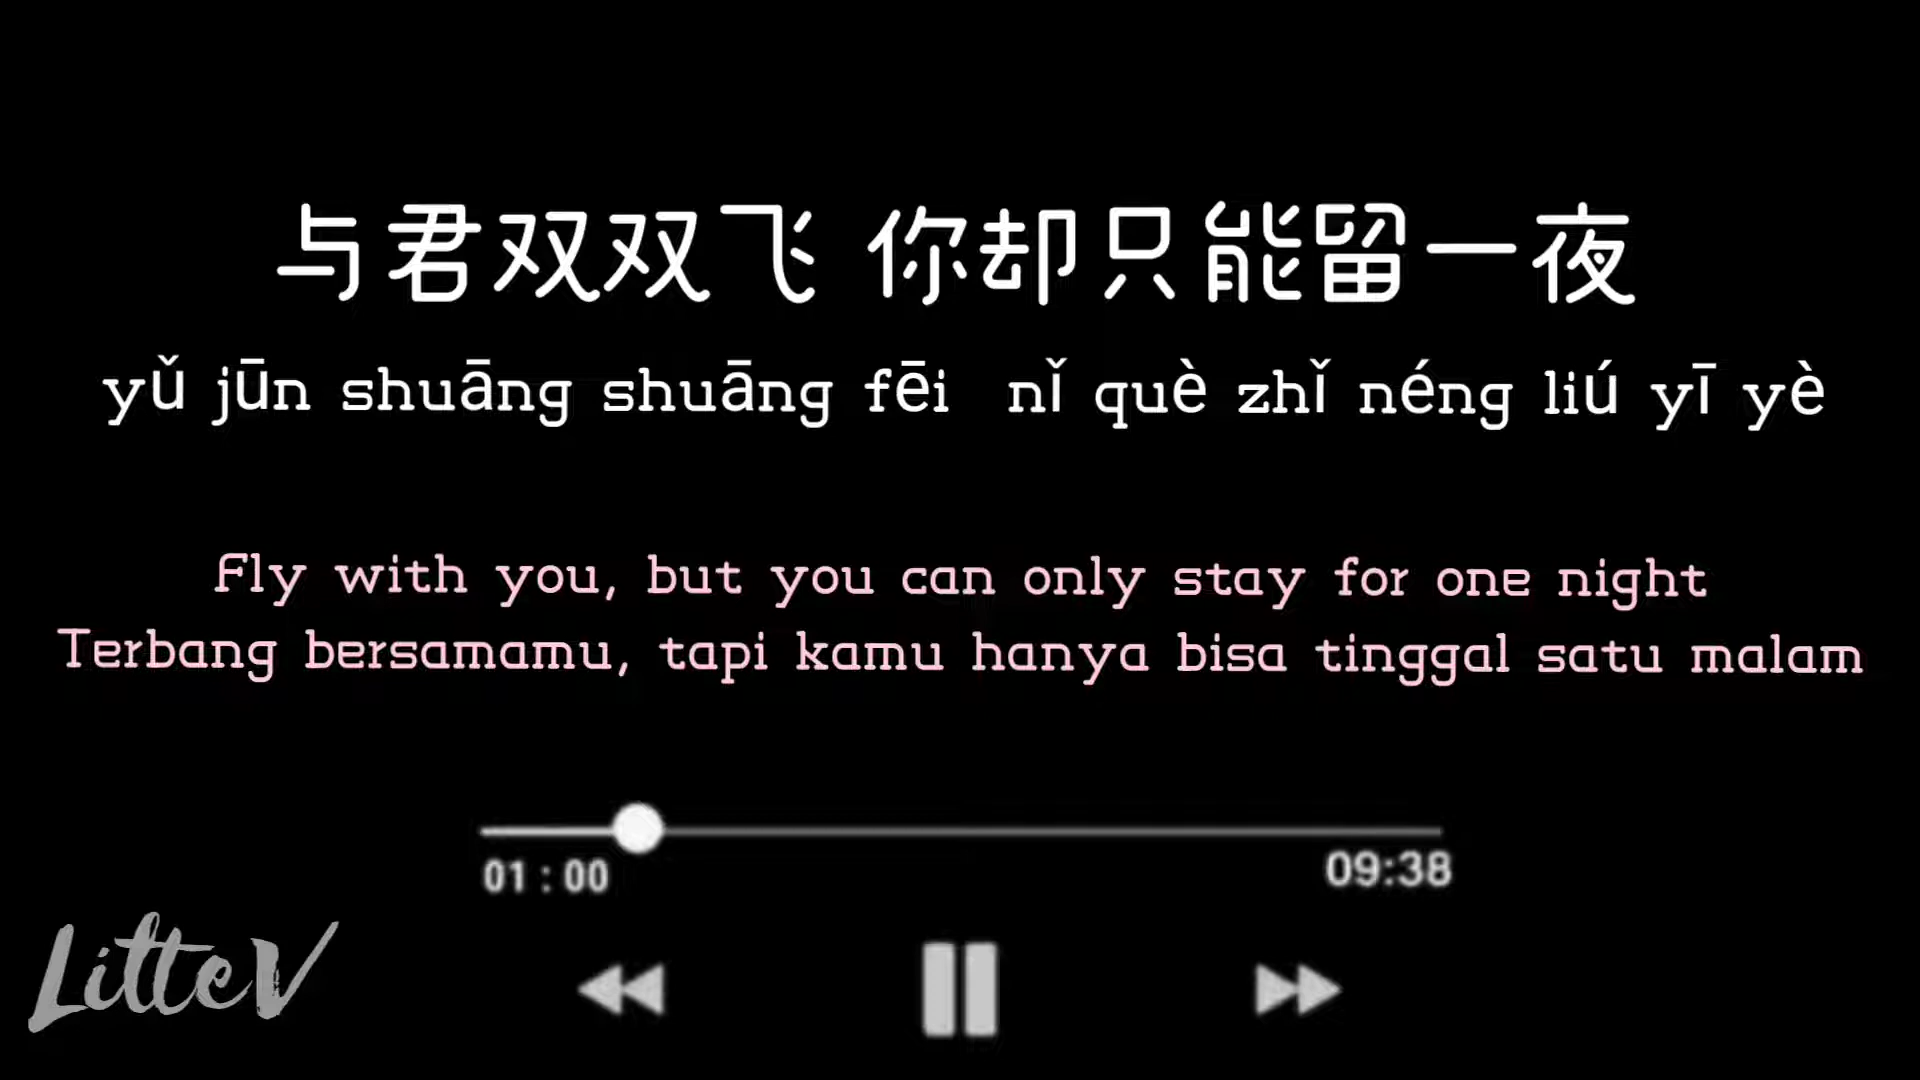 与君双双飞 你却只能留一夜
yǔ jūn shuāng shuāng fēi nǐ què zhǐ néng liú yī yè
Fly with you, but you can only stay for one night
Terbang bersamamu, tapi kamu hanya bisa tinggal satu malam
01 : 00
09:38
LitteV